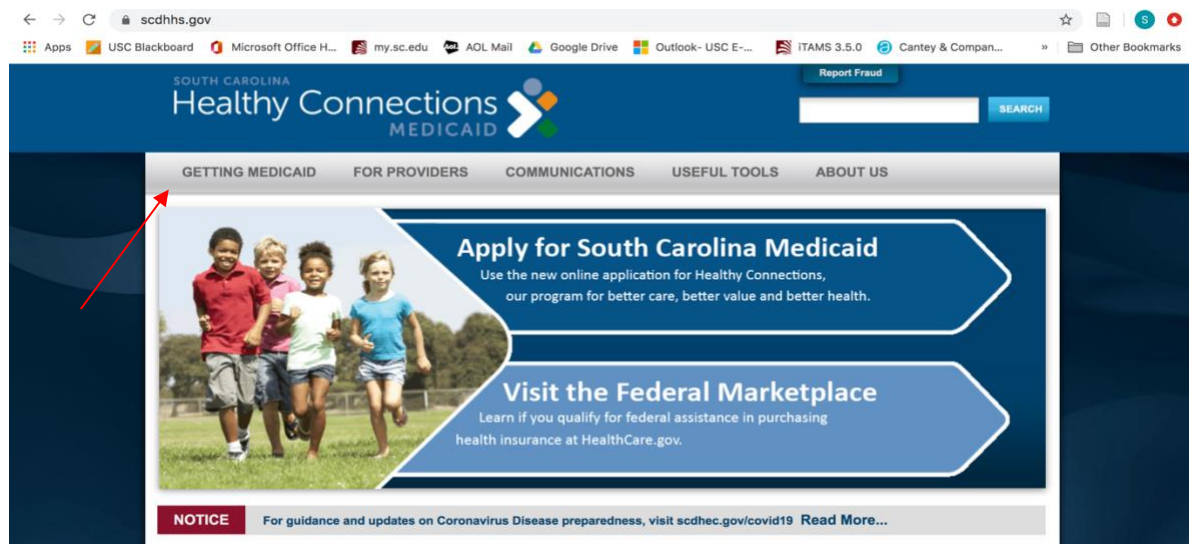 scdhhs.gov
S
Apps USC Blackboard Microsoft Office H... my.sc.edu AOL Mail Google Drive Outlook- USC E-... iTAMS 3.5.0 Cantey & Compan... » Other Bookmarks
Report Fraud
SOUTH CAROLINA
Healthy Connections
MEDICAID
SEARCH
GETTING MEDICAID FOR PROVIDERS COMMUNICATIONS USEFUL TOOLS ABOUT US
Apply for South Carolina Medicaid
Use the new online application for Healthy Connections,
our program for better care, better value and better health.
Visit the Federal Marketplace
Learn if you qualify for federal assistance in purchasing
health insurance at HealthCare.gov.
NOTICE For guidance and updates on Coronavirus Disease preparedness, visit scdhec.gov/covid19 Read More...